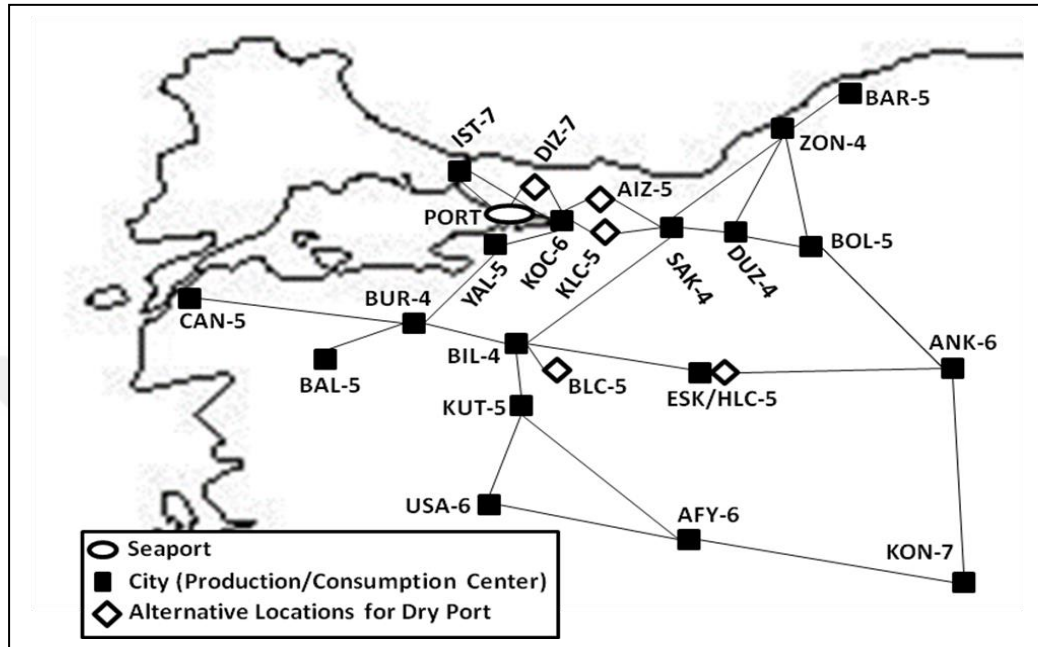 BAR-5
ZON-4
IST-7
DIZ-7
AIZ-5
PORT
YAL-5
KOC-6
KLC-5
SAK-4
DUZ-4
BOL-5
CAN-5
BUR-4
BAL-5
BIL-4
BLC-5
ESK/HLC-5
ANK-6
KUT-5
USA-6
AFY-6
KON-7
Seaport
City (Production/Consumption Center)
Alternative Locations for Dry Port